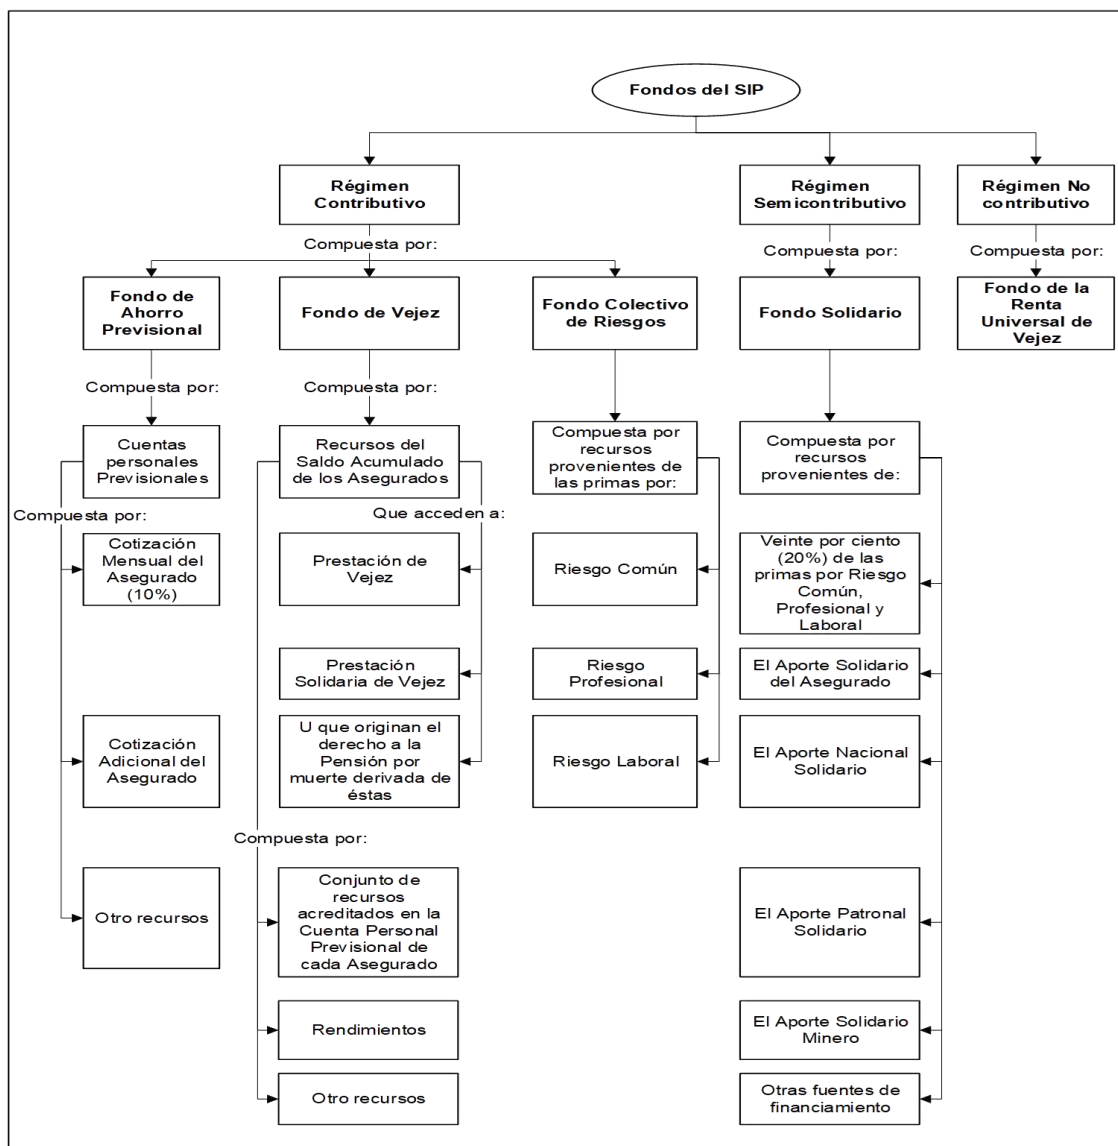 Fondos del SIP
Régimen
Contributivo
Régimen
Semicontributivo
Régimen No
contributivo
Compuesta por:
Compuesta por:
Compuesta por:
Fondo de
Ahorro
Previsional
Fondo de Vejez
Fondo Colectivo
de Riesgos
Fondo Solidario
Fondo de la
Renta
Universal de
Vejez
Compuesta por:
Compuesta por:
Cuentas
personales
Previsionales
Recursos del
Saldo Acumulado
de los Asegurados
Compuesta por
recursos
provenientes de
las primas por:
Compuesta por
recursos
provenientes de:
Compuesta por:
Que acceden a:
Cotización
Mensual del
Asegurado
(10%)
Prestación de
Vejez
Riesgo Común
Veinte por ciento
(20%) de las
primas por Riesgo
Común,
Profesional y
Laboral
Prestación
Solidaria de Vejez
Riesgo
Profesional
El Aporte Solidario
del Asegurado
Cotización
Adicional del
Asegurado
U que originan el
derecho a la
Pensión por
muerte derivada de
éstas
Riesgo Laboral
El Aporte Nacional
Solidario
Compuesta por:
Otro recursos
Conjunto de
recursos
acreditados en la
Cuenta Personal
Previsional de
cada Asegurado
El Aporte Patronal
Solidario
Rendimientos
El Aporte Solidario
Minero
Otro recursos
Otras fuentes de
financiamiento